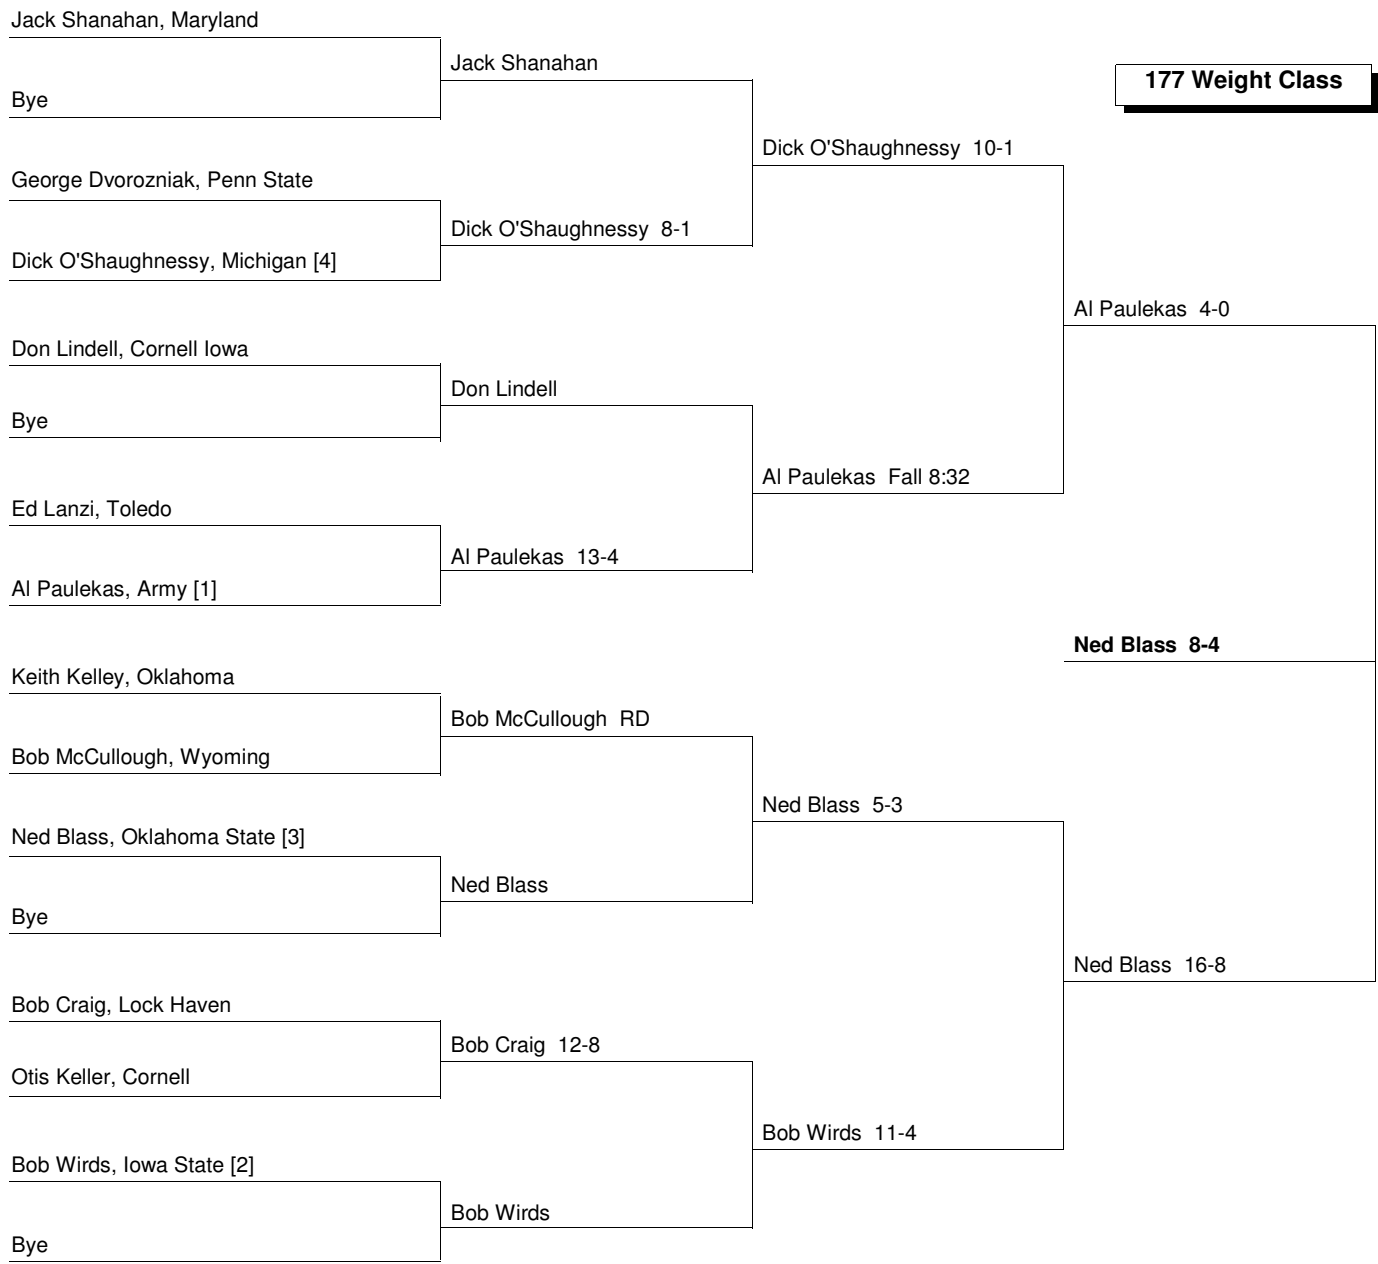 Jack Shanahan, Maryland
Jack Shanahan
177 Weight Class
Bye
Dick O'Shaughnessy 10-1
George Dvorozniak, Penn State
Dick O'Shaughnessy 8-1
Dick O'Shaughnessy, Michigan [4]
Al Paulekas 4-0
Don Lindell, Cornell Iowa
Don Lindell
Bye
Al Paulekas Fall 8:32
Ed Lanzi, Toledo
Al Paulekas 13-4
Al Paulekas, Army [1]
Ned Blass 8-4
Keith Kelley, Oklahoma
Bob McCullough RD
Bob McCullough, Wyoming
Ned Blass 5-3
Ned Blass, Oklahoma State [3]
Ned Blass
Bye
Ned Blass 16-8
Bob Craig, Lock Haven
Bob Craig 12-8
Otis Keller, Cornell
Bob Wirds 11-4
Bob Wirds, Iowa State [2]
Bob Wirds
Bye